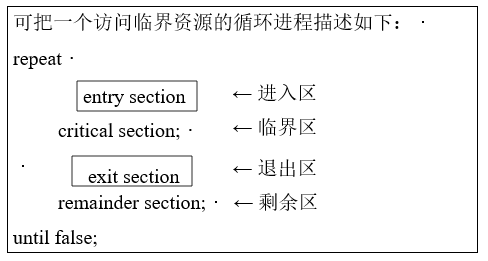 可把一个访问临界资源的循环进程描述如下：
repeat
entry section ← 进入区
critical section; ← 临界区
exit section ← 退出区
remainder section; ← 剩余区
until false;